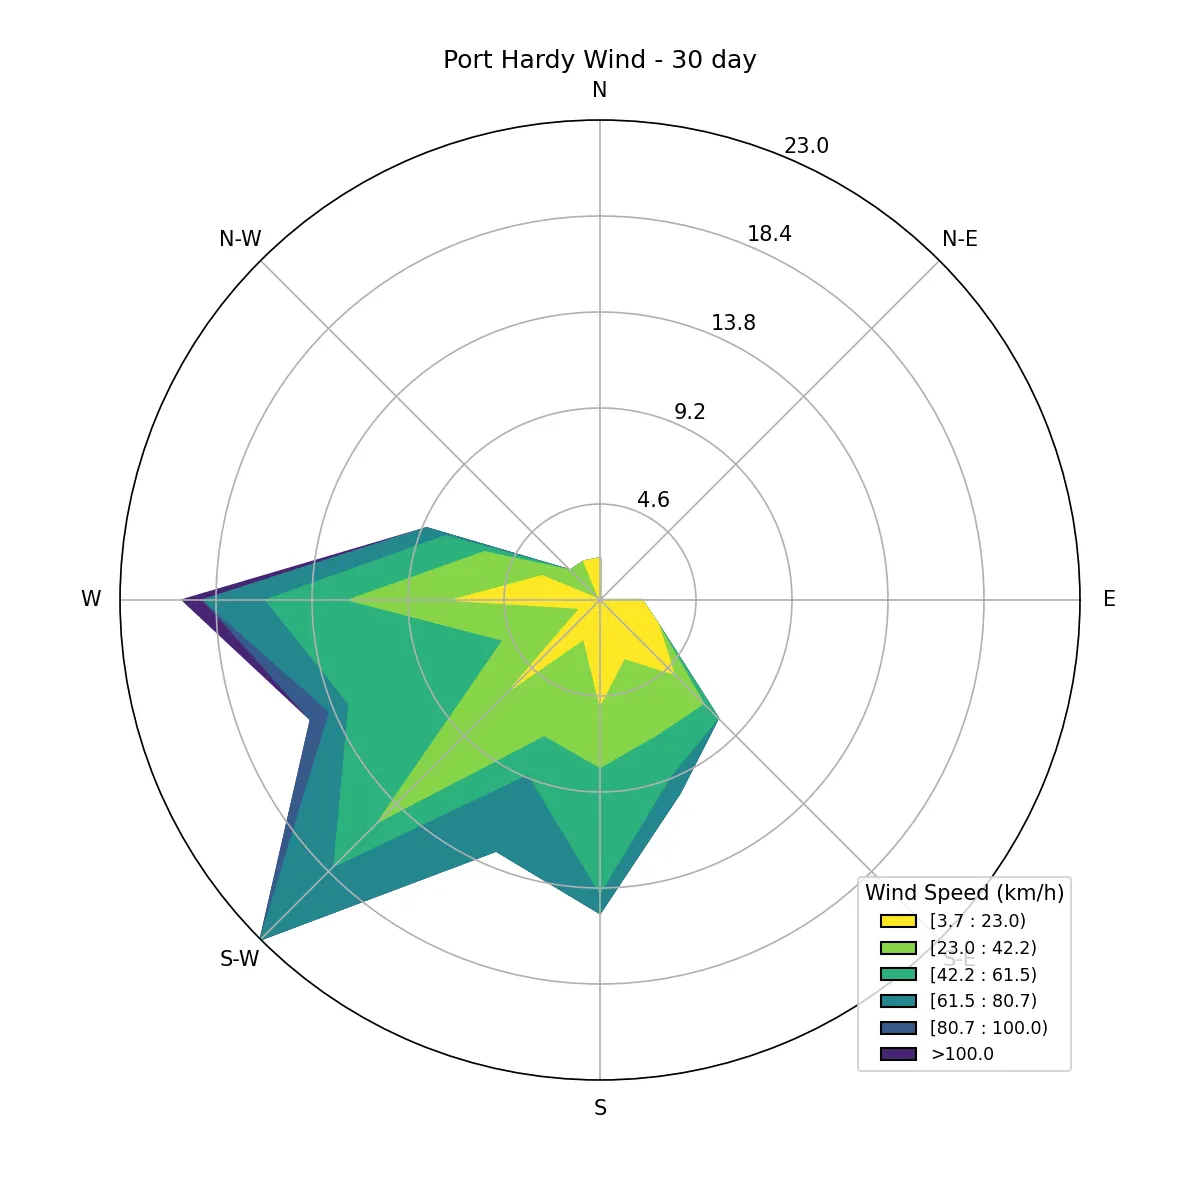 Port Hardy Wind - 30 day
N
23.0
N-W
N-E
18.4
13.8
9.2
4.6
W
E
Wind Speed (km/h)
[3.7 : 23.0)
[23.0 : 42.2)
S-W
S-E
[42.2 : 61.5)
[61.5 : 80.7)
[80.7 : 100.0)
>100.0
S